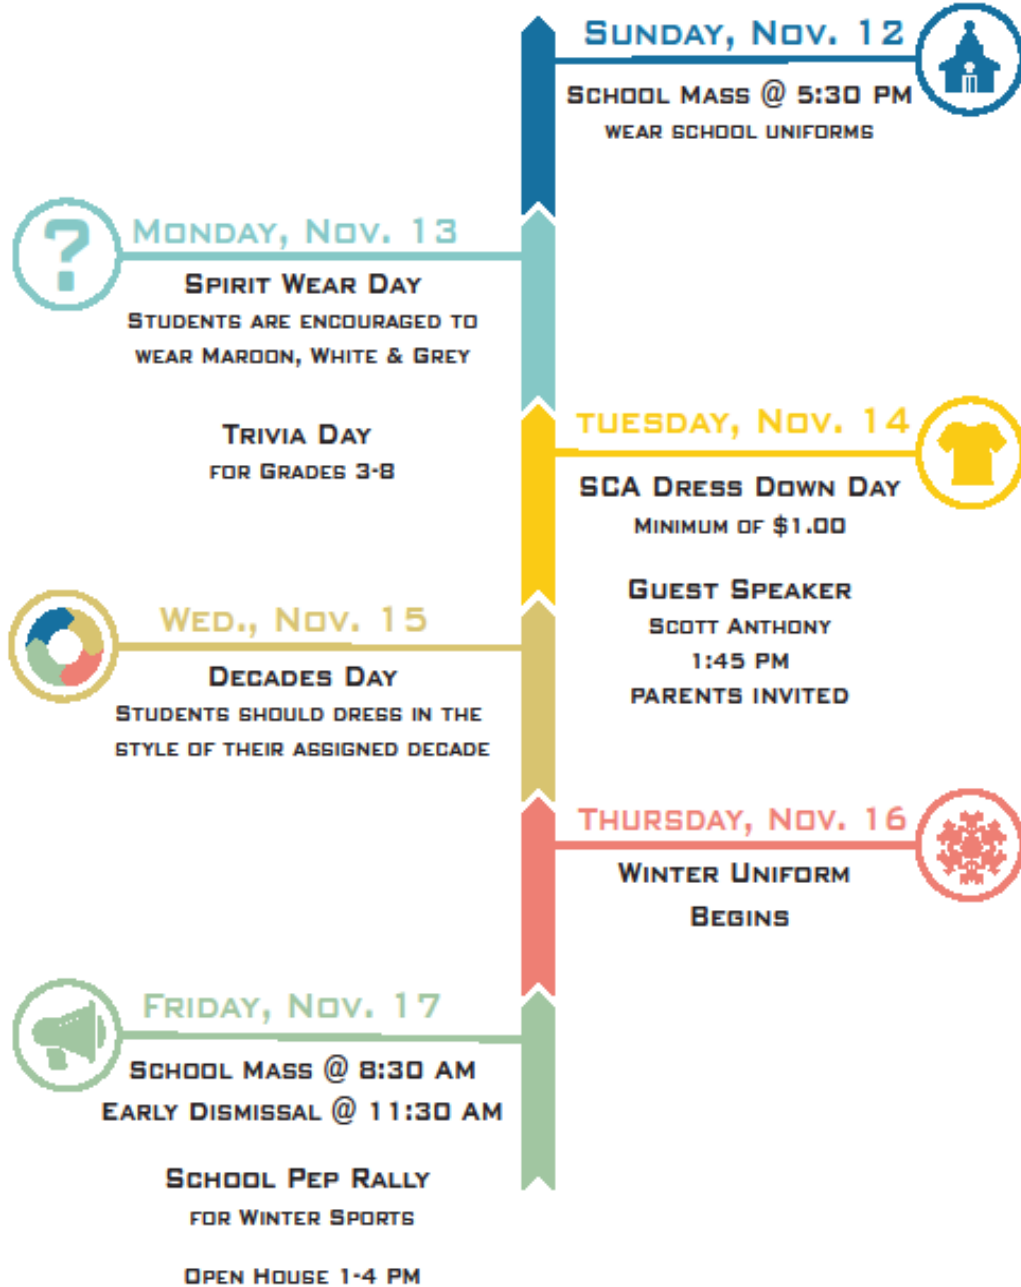 Sunday, Nov. 12
School Mass @ 5:30 PM
wear school uniforms
?
Monday, Nov. 13
Spirit Wear Day
Students are encouraged to
wear Maroon, White & Grey
Trivia Day
for Grades 3-8
Tuesday, Nov. 14
SCA Dress Down Day
Minimum of $1.00
Guest Speaker
Scott Anthony
1:45 PM
parents invited
Wed., Nov. 15
Decades Day
Students should dress in the
style of their assigned decade
Thursday, Nov. 16
Winter Uniform
Begins
Friday, Nov. 17
School Mass @ 8:30 AM
Early Dismissal @ 11:30 AM
School Pep Rally
for Winter Sports
Open House 1-4 PM